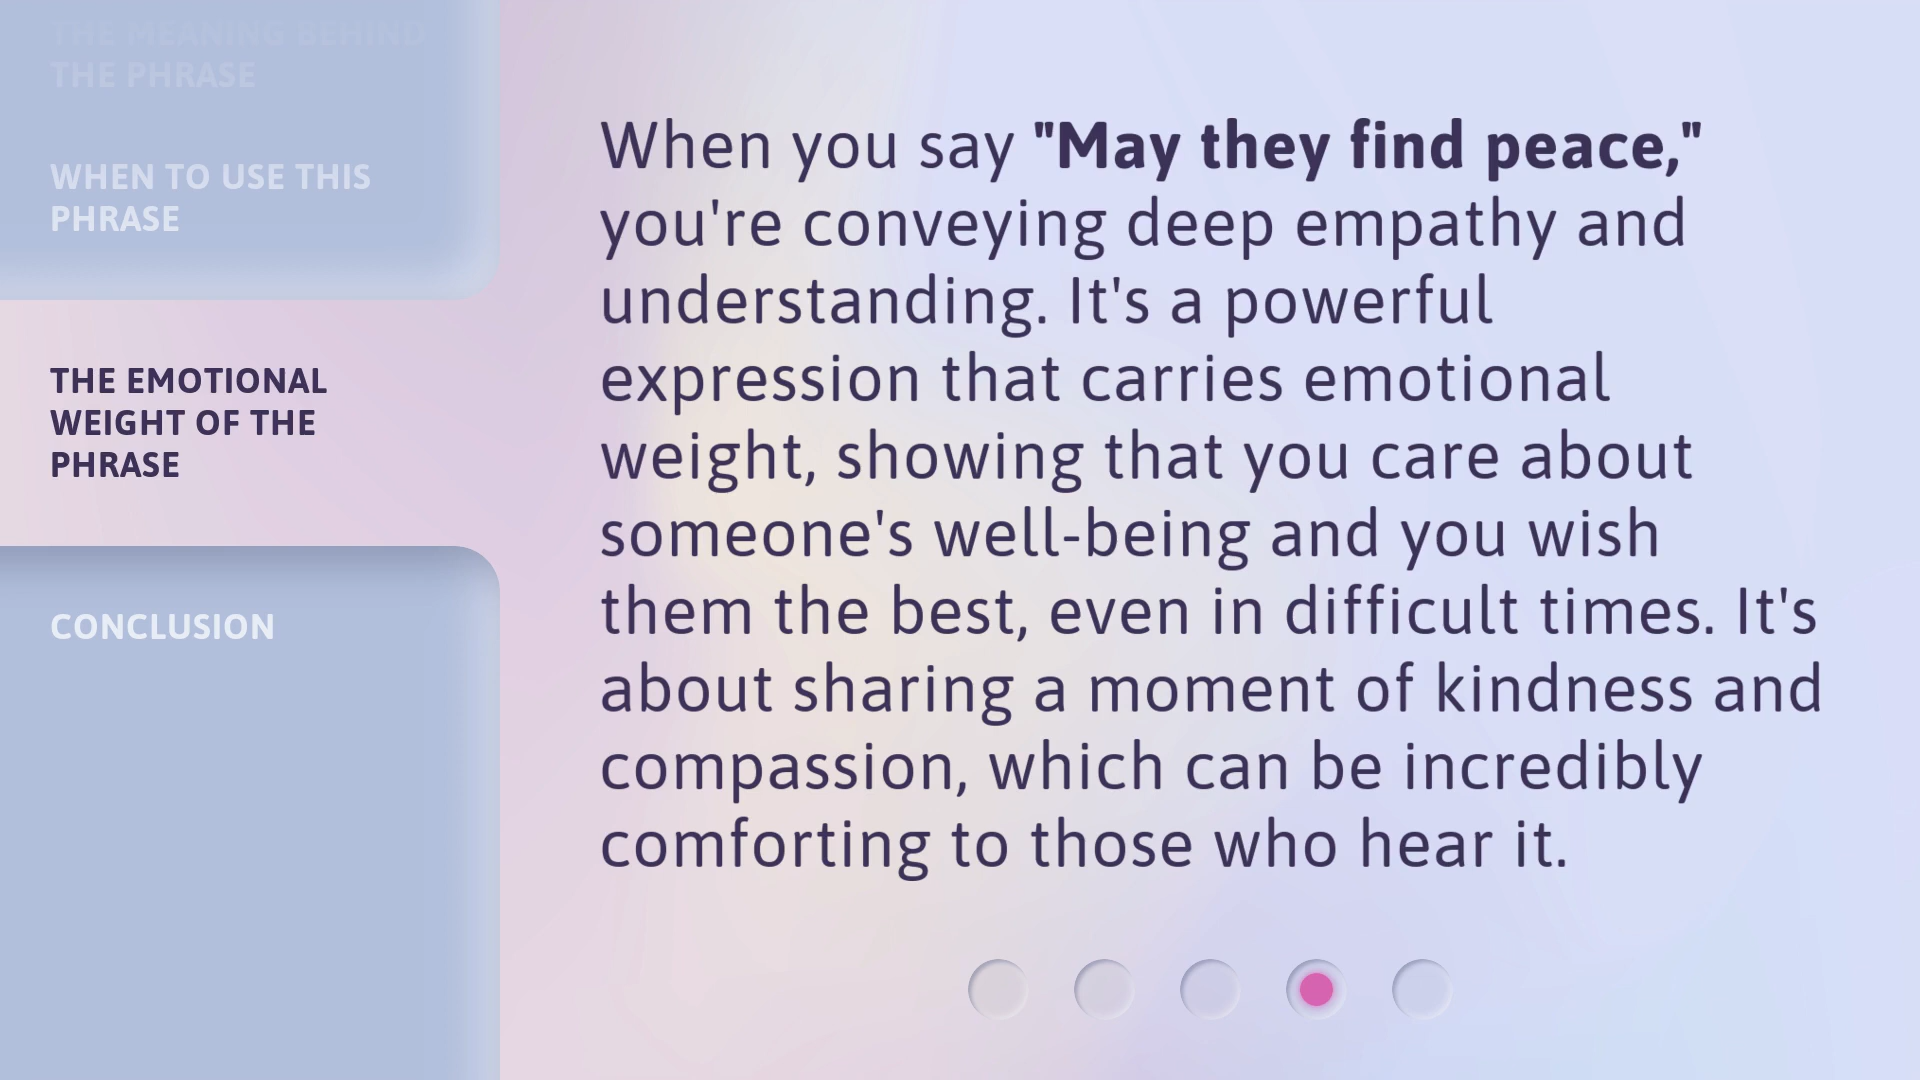 THE MEANING BEHIND
THE PHRASE
WHEN TO USE THIS
PHRASE
THE EMOTIONAL
WEIGHT OF THE
PHRASE
CONCLUSION
When you say "May they find peace,"
you're conveying deep empathy and
understanding. It's a powerful
expression that carries emotional
weight, showing that you care about
someone's well-being and you wish
them the best, even in difficult times. It's
about sharing a moment of kindness and
compassion, which can be incredibly
comforting to those who hear it.